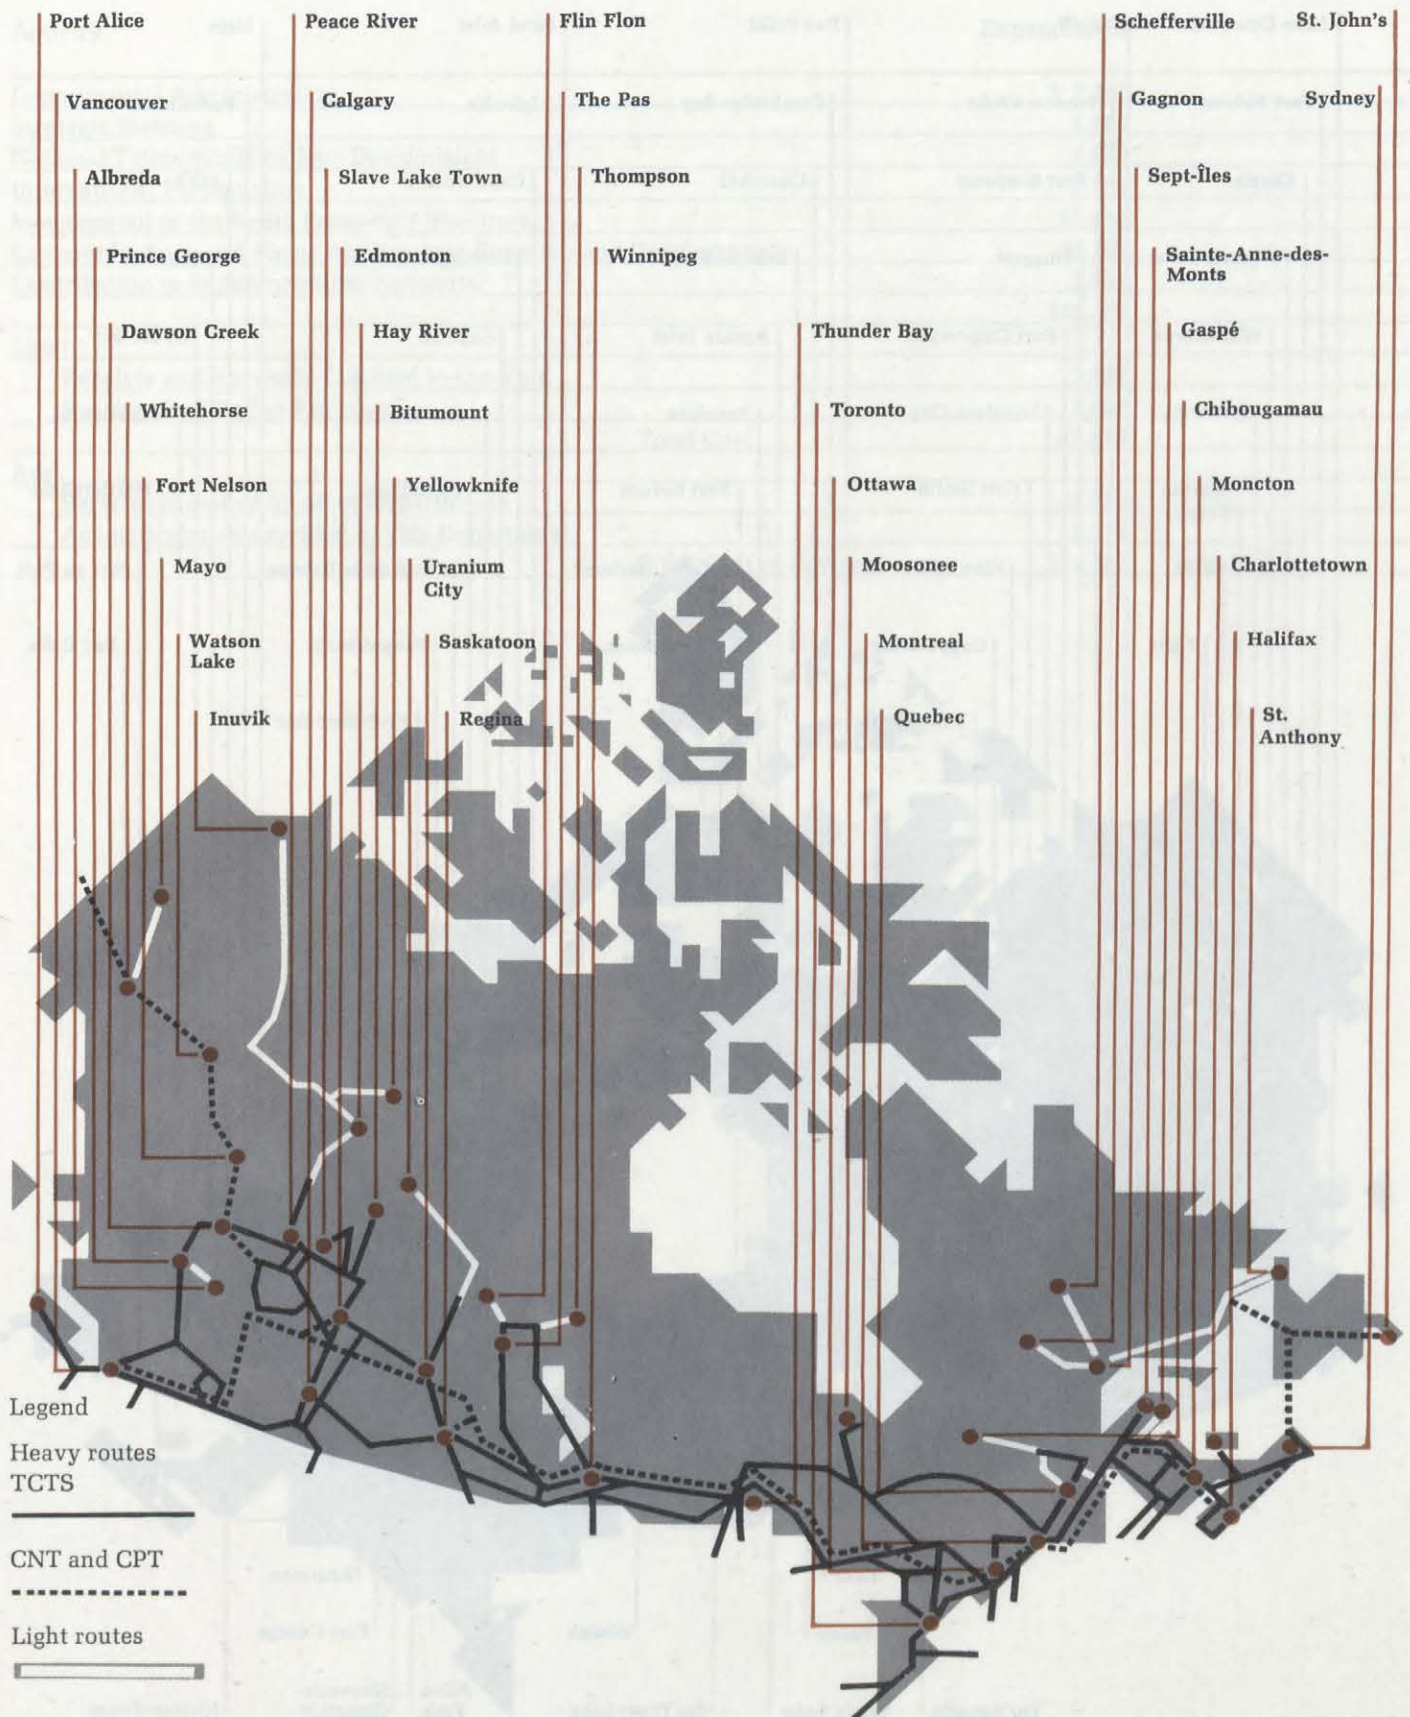 Port Alice
Peace River
Flin Flon
Schefferville
St. John's
Vancouver
Calgary
The Pas
Gagnon
Sydney
Albreda
Slave Lake Town
Thompson
Sept-Îles
Prince George
Edmonton
Winnipeg
Sainte-Anne-des-
Monts
Dawson Creek
Hay River
Thunder Bay
Gaspé
Whitehorse
Bitumount
Toronto
Chibougamau
Fort Nelson
Yellowknife
Ottawa
Moncton
Mayo
Uranium
City
Moosonee
Charlottetown
Watson
Lake
Saskatoon
Montreal
Halifax
Inuvik
Regina
Quebec
St.
Anthony
Legend
Heavy routes
TCTS
CNT and CPT
Light routes